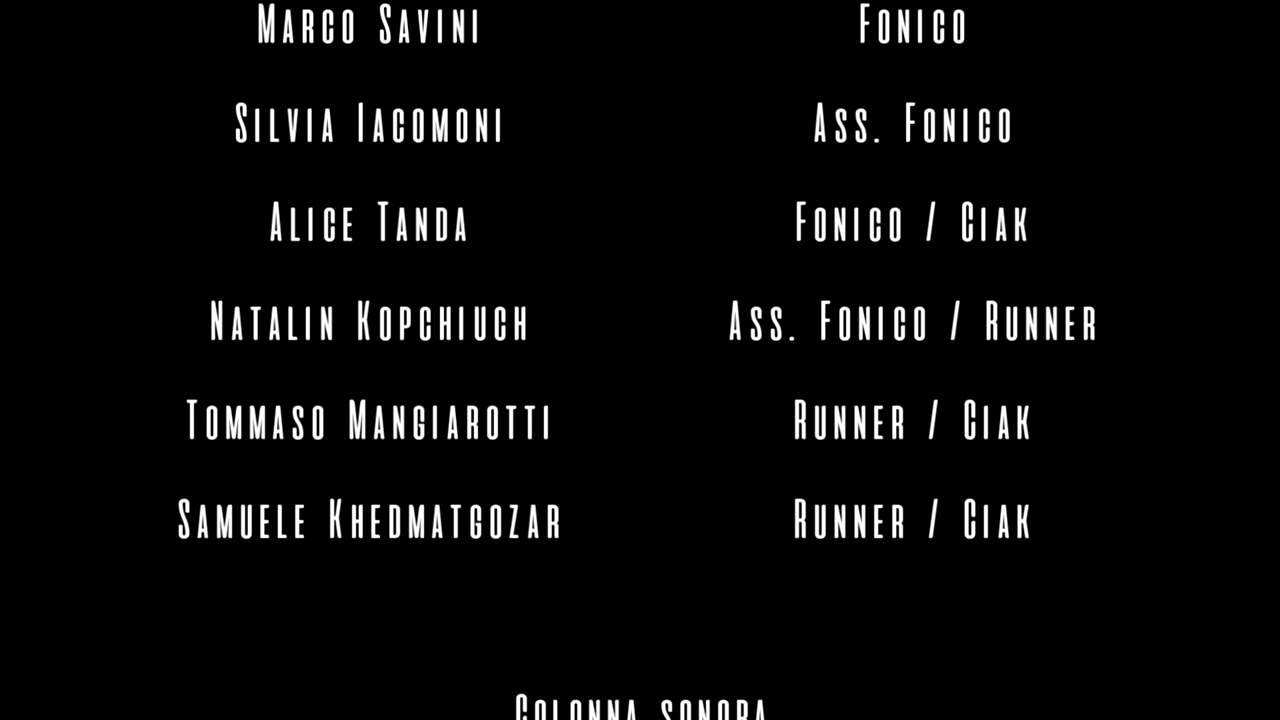 Marco Savini Fonico
Silvia Iacomoni Ass. Fonico
Alice Tanda Fonico / Ciak
Natalin Kopchiuch Ass. Fonico / Runner
Tommaso Mangiarotti Runner / Ciak
Samuele Khedmatgozar Runner / Ciak
Colonna sonora